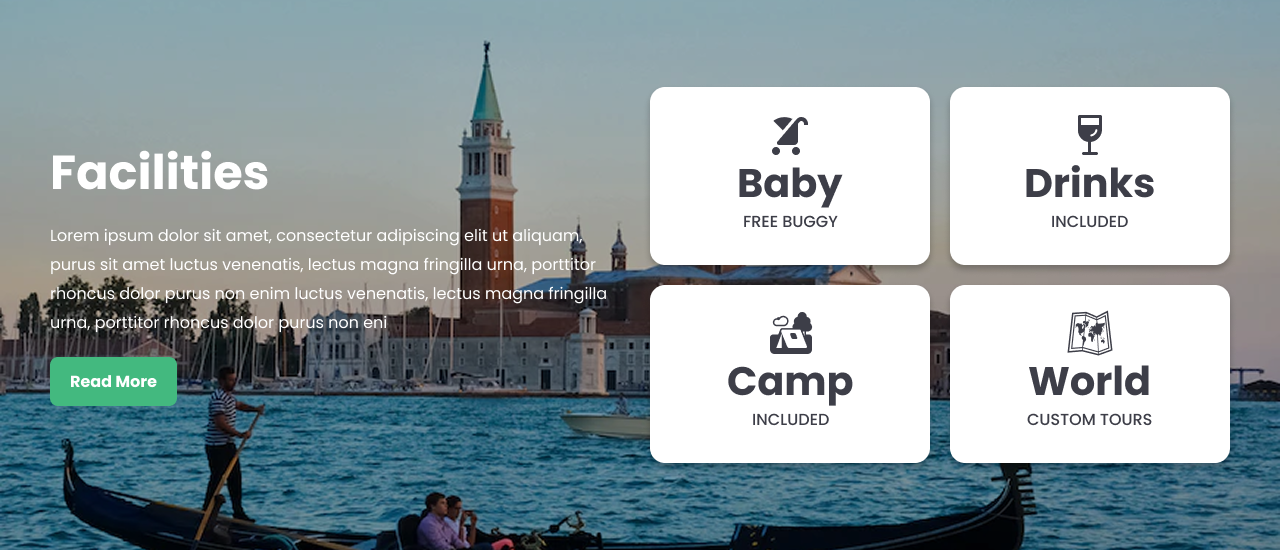 Facilities
Lorem ipsum dolor sit amet, consectetur adipiscing elit ut aliquam,
purus sit amet luctus venenatis, lectus magna fringilla urna, porttitor
rhoncus dolor purus non enim luctus venenatis, lectus magna fringilla
urna, porttitor rhoncus dolor purus non eni
Read More
Baby
FREE BUGGY
Drinks
INCLUDED
Camp
INCLUDED
World
CUSTOM TOURS